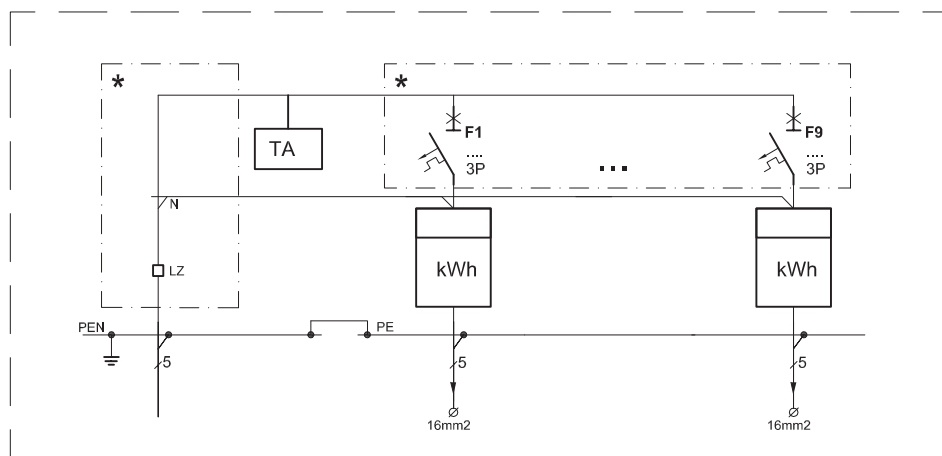 *
*
F1
F9
TA
....
3P
...
....
3P
N
kWh
kWh
LZ
PEN
PE
5
5
5
16mm2
16mm2